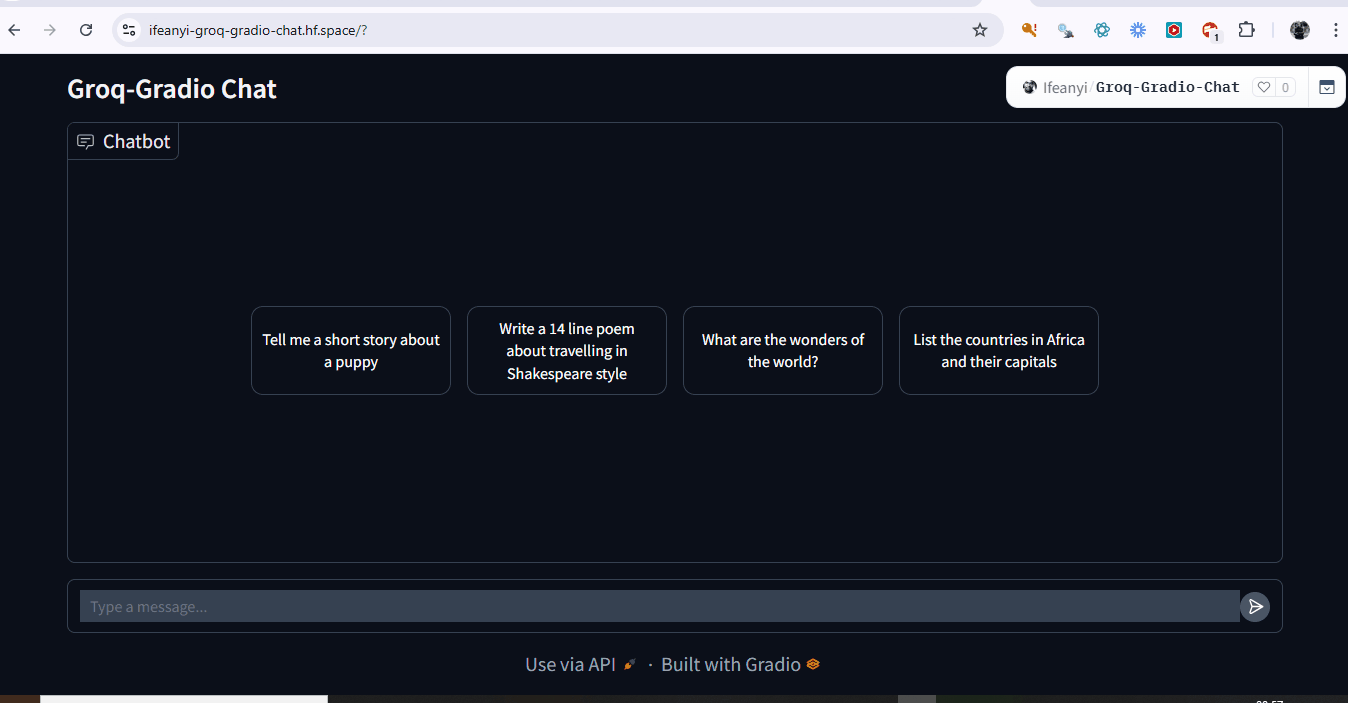 ifeanyi-groq-gradio-chat.hf.space/?
1
Groq-Gradio Chat
Ifeanyi/Groq-Gradio-Chat
0
Chatbot
Tell me a short story about
a puppy
Write a 14 line poem
about travelling in
Shakespeare style
What are the wonders of
the world?
List the countries in Africa
and their capitals
Type a message...
Use via API · Built with Gradio